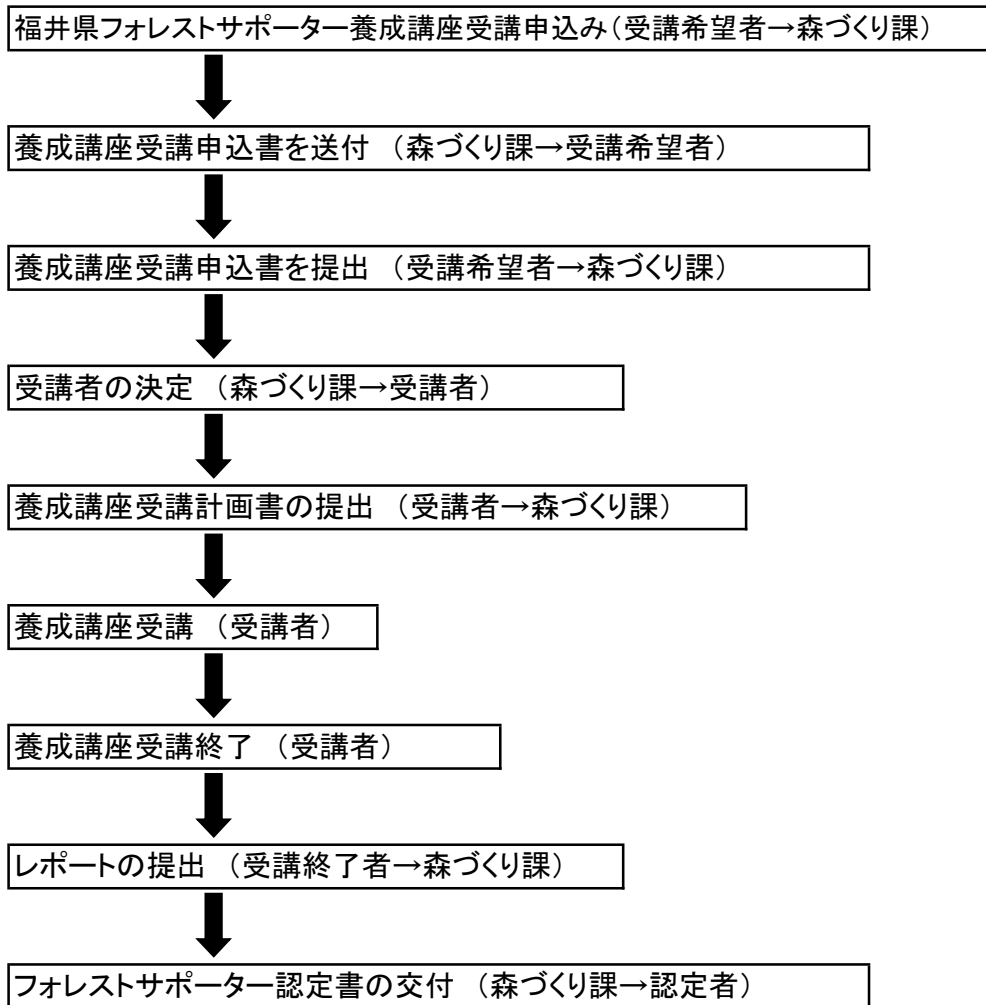 福井県フォレストサポーター養成講座受講申込み（受講希望者→森づくり課）
養成講座受講申込書を送付　（森づくり課→受講希望者）
養成講座受講申込書を提出　（受講希望者→森づくり課）
受講者の決定　（森づくり課→受講者）
養成講座受講計画書の提出　（受講者→森づくり課）
養成講座受講　（受講者）
養成講座受講終了　（受講者）
レポートの提出　（受講終了者→森づくり課）
フォレストサポーター認定書の交付　（森づくり課→認定者）